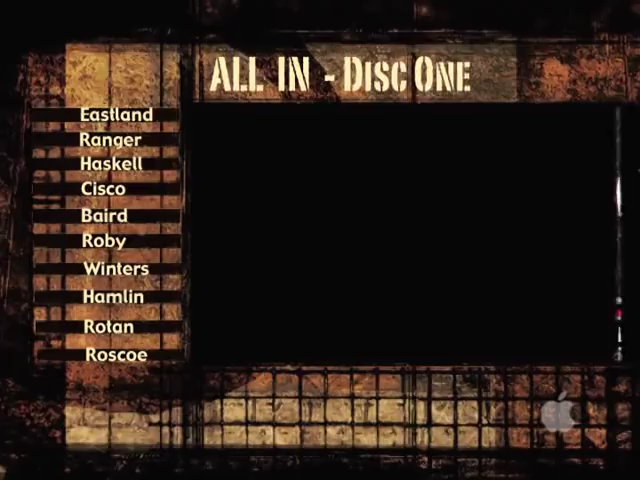 ALL IN - DISC ONE
Eastland
Ranger
Haskell
Cisco
Baird
Roby
Winters
Hamlin
Rotan
Roscoe